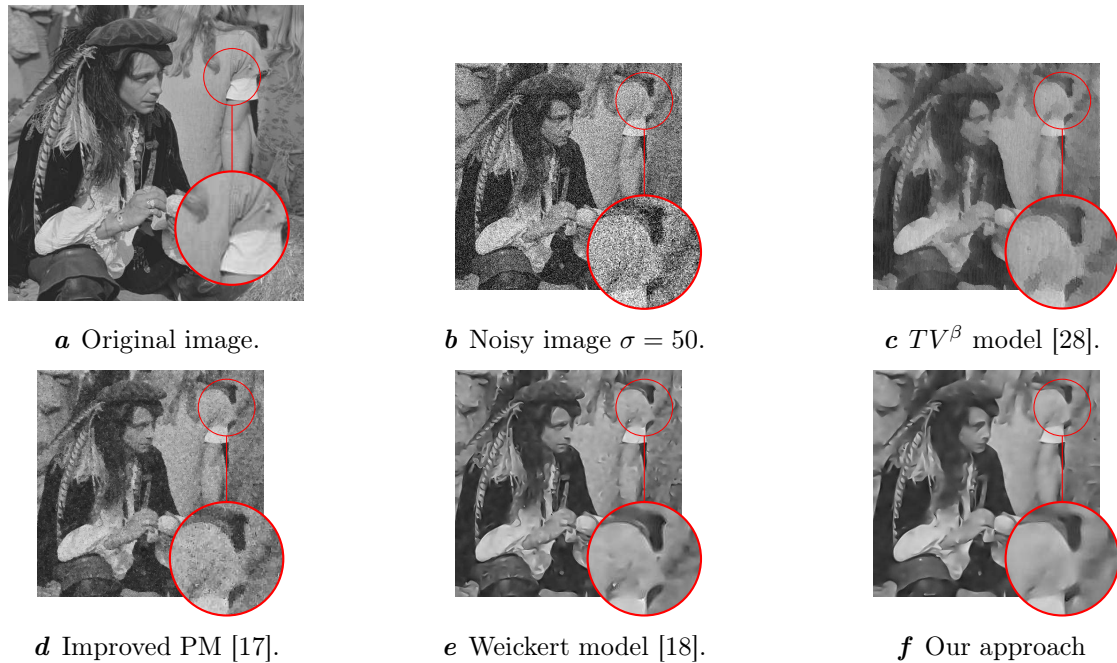 a Original image.
b Noisy image σ = 50.
c TV^β model [28].
d Improved PM [17].
e Weickert model [18].
f Our approach